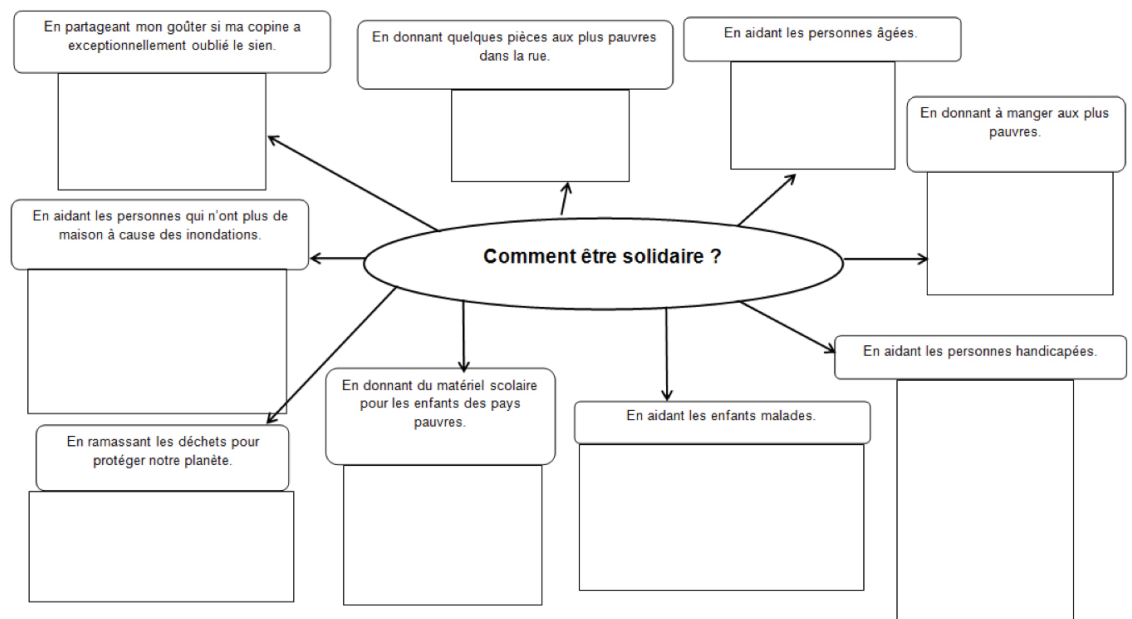 En partageant mon goûter si ma copine a
exceptionnellement oublié le sien.
En donnant quelques pièces aux plus pauvres
dans la rue.
En aidant les personnes âgées.
En donnant à manger aux plus
pauvres.
En aidant les personnes qui n'ont plus de
maison à cause des inondations.
Comment être solidaire ?
En aidant les personnes handicapées.
En donnant du matériel scolaire
pour les enfants des pays
pauvres.
En aidant les enfants malades.
En ramassant les déchets pour
protéger notre planète.